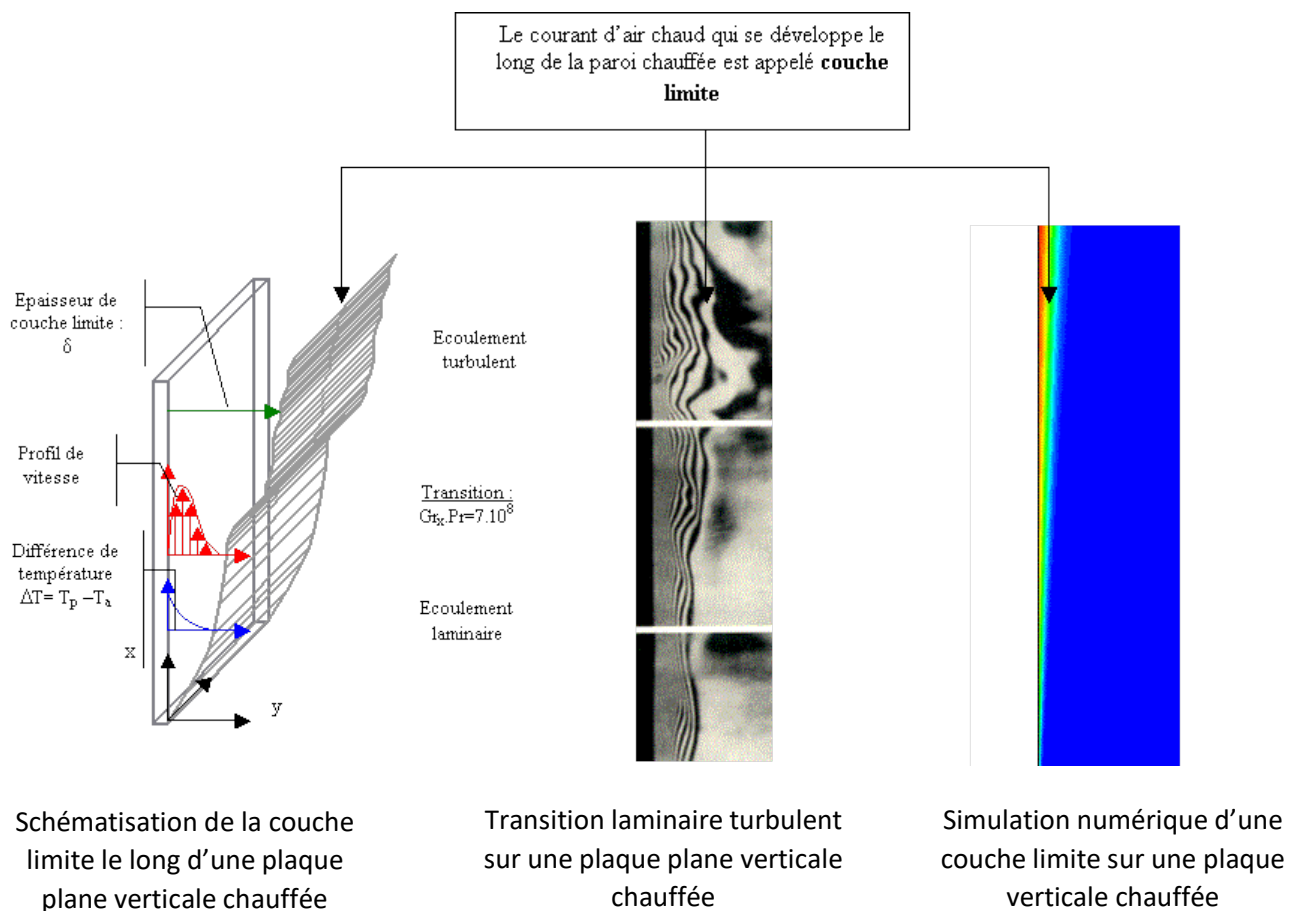 Le courant d'air chaud qui se développe le
long de la paroi chauffée est appelé couche
limite
Epaisseur de
couche limite :
δ
Profil de
vitesse
Différence de
température
ΔT= Tp –Ta
x
y
Ecoulement
turbulent
Transition :
Grx.Pr=7.10⁸
Ecoulement
laminaire
Schématisation de la couche
limite le long d'une plaque
plane verticale chauffée
Transition laminaire turbulent
sur une plaque plane verticale
chauffée
Simulation numérique d'une
couche limite sur une plaque
verticale chauffée